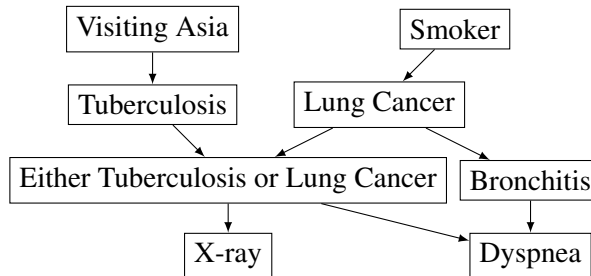 Visiting Asia
Smoker
Tuberculosis
Lung Cancer
Either Tuberculosis or Lung Cancer
Bronchitis
X-ray
Dyspnea